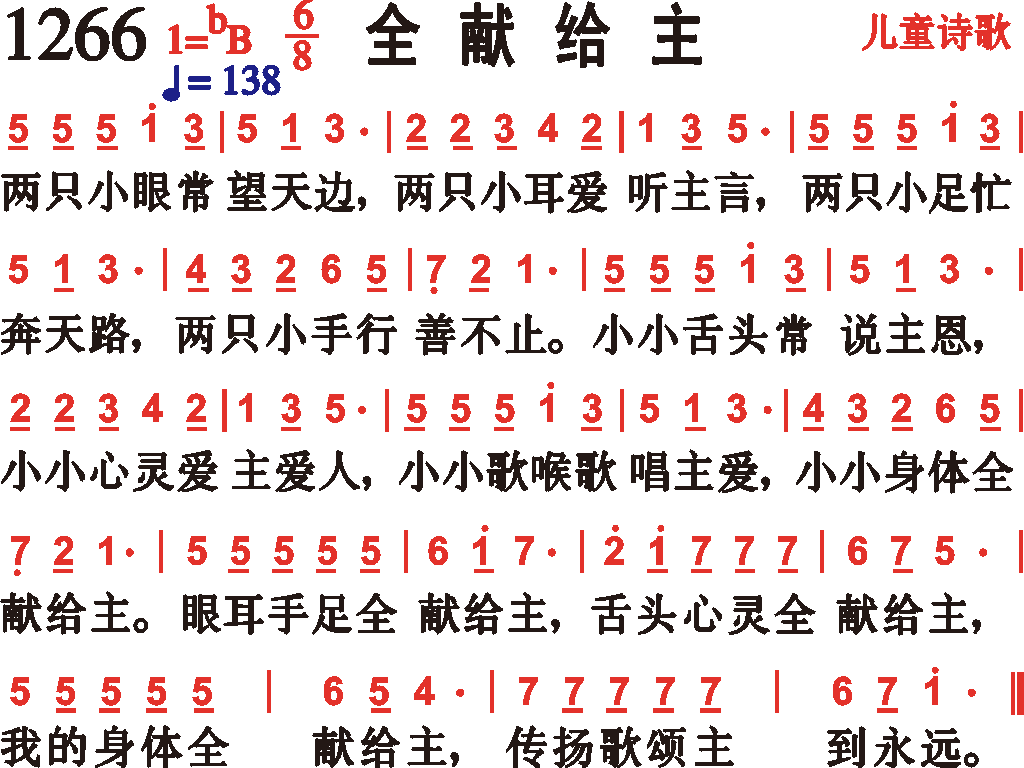 1266 1=ᵇB 6/8 全献给主 儿童诗歌
♩= 138
5 5 5 1̇ 3 | 5 1 3 · | 2 2 3 4 2 | 1 3 5 · | 5 5 5 1̇ 3 |
两只小眼常 望天边，两只小耳爱 听主言， 两只小足忙
5 1 3 · | 4 3 2 6 5 | 7̣ 2 1 · | 5 5 5 1̇ 3 | 5 1 3 · |
奔天路， 两只小手行 善不止。小小舌头常 说主恩，
2 2 3 4 2 | 1 3 5 · | 5 5 5 1̇ 3 | 5 1 3 · | 4 3 2 6 5 |
小小心灵爱 主爱人，小小歌喉歌 唱主爱，小小身体全
7̣ 2 1 · | 5 5 5 5 5 | 6 1̇ 7 · | 2̇ 1̇ 7 7 7 | 6 7 5 · |
献给主。眼耳手足全 献给主，舌头心灵全 献给主，
5 5 5 5 5 | 6 5 4 · | 7 7 7 7 7 | 6 7 1̇ · ‖
我的身体全 献给主， 传扬歌颂主 到永远。